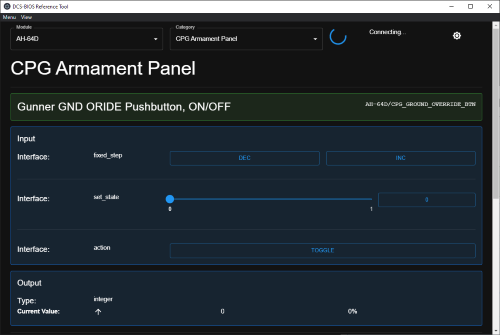 DCS-BIOS Reference Tool
Menu View
Module
AH-64D
Category
CPG Armament Panel
Connecting...
CPG Armament Panel
Gunner GND ORIDE Pushbutton, ON/OFF
AH-64D/CPG_GROUND_OVERRIDE_BTN
Input
Interface: fixed_step DEC INC
Interface: set_state 0
0 1
Interface: action TOGGLE
Output
Type: integer
Current Value: 0 0%